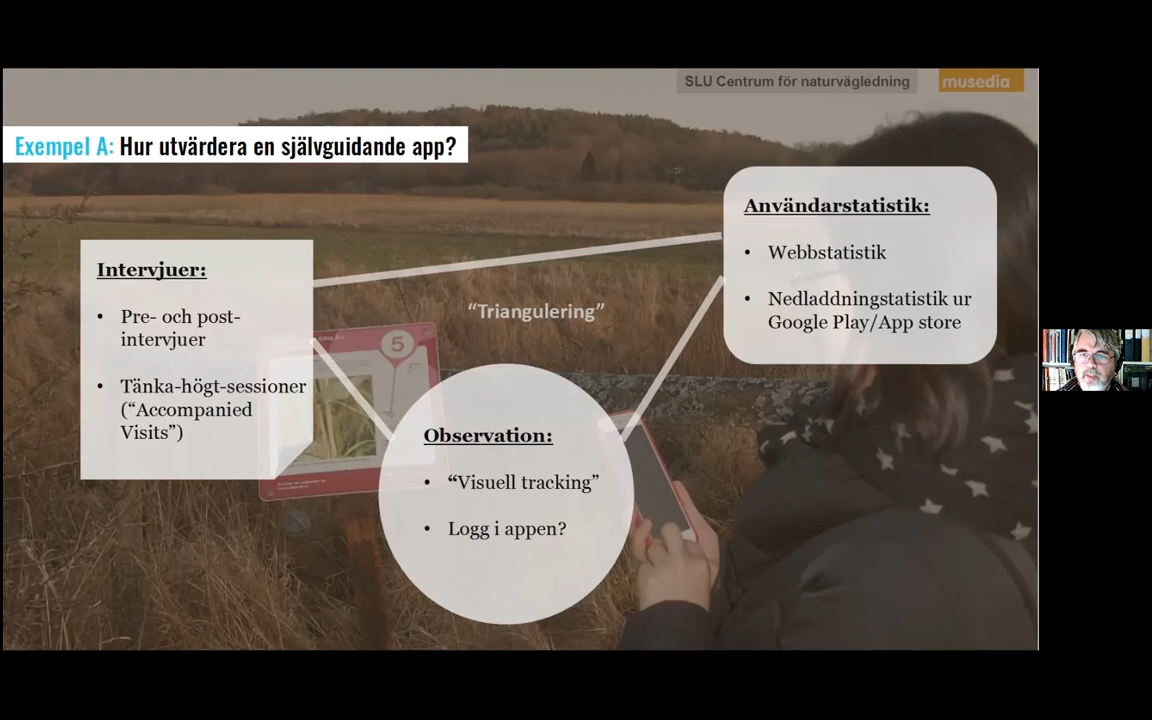 SLU Centrum för naturvägledning
musedia
Exempel A: Hur utvärdera en självguidande app?
Intervjuer:
• Pre- och post-
intervjuer
• Tänka-högt-sessioner
(“Accompanied
Visits”)
“Triangulering”
Användarstatistik:
• Webbstatistik
• Nedladdningstatistik ur
Google Play/App store
5
Observation:
• “Visuell tracking”
• Logg i appen?